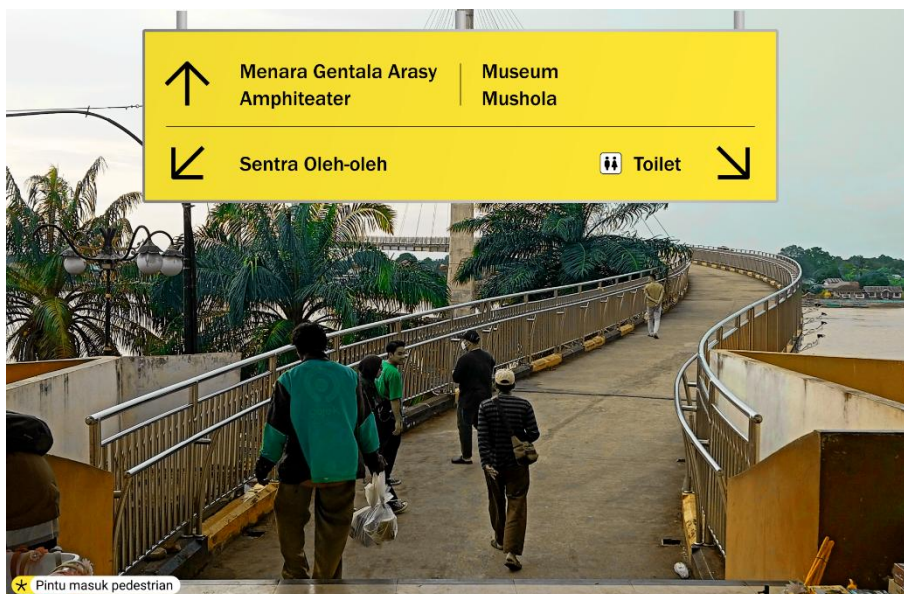 Menara Gentala Arasy
Amphiteater
Museum
Mushola
Sentra Oleh-oleh
Toilet
Pintu masuk pedestrian